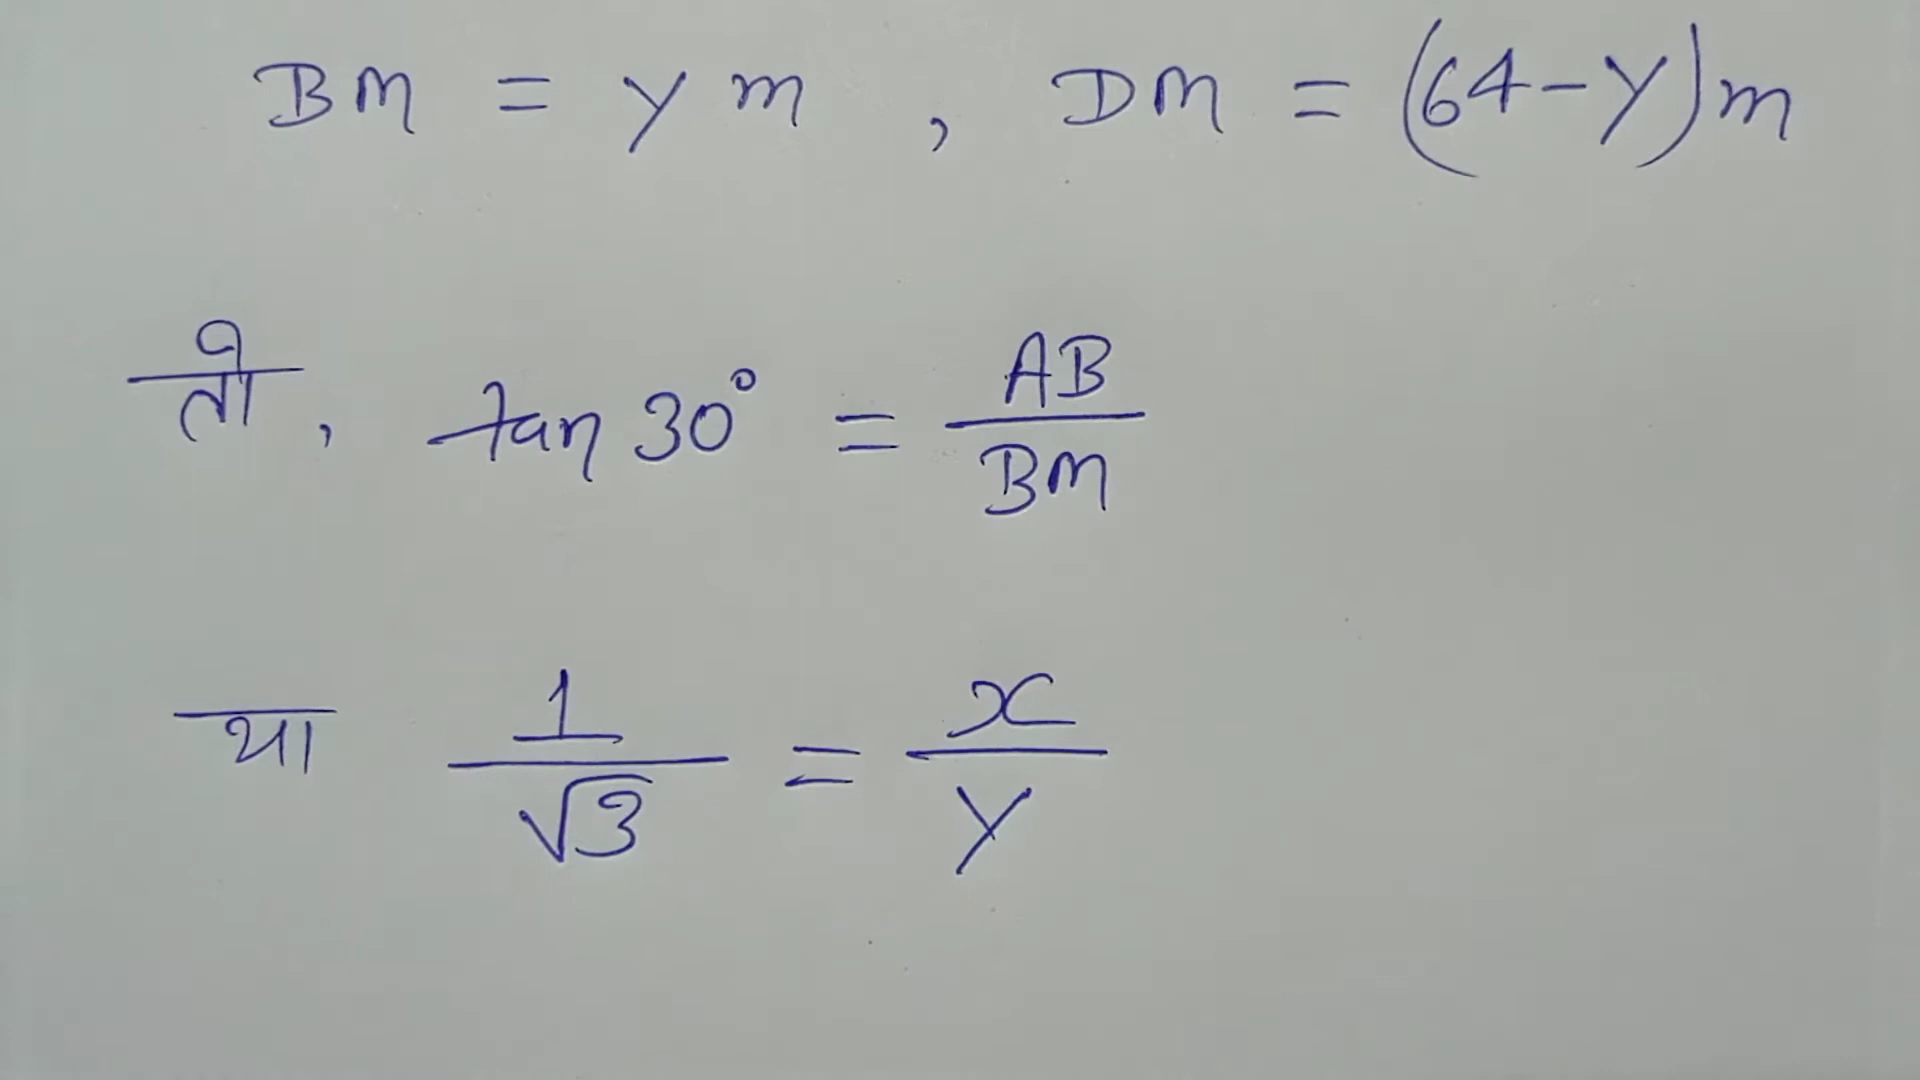 BM = Y m , DM = (64-Y)m
तो, tan 30° = AB/BM
या 1/√3 = x/Y